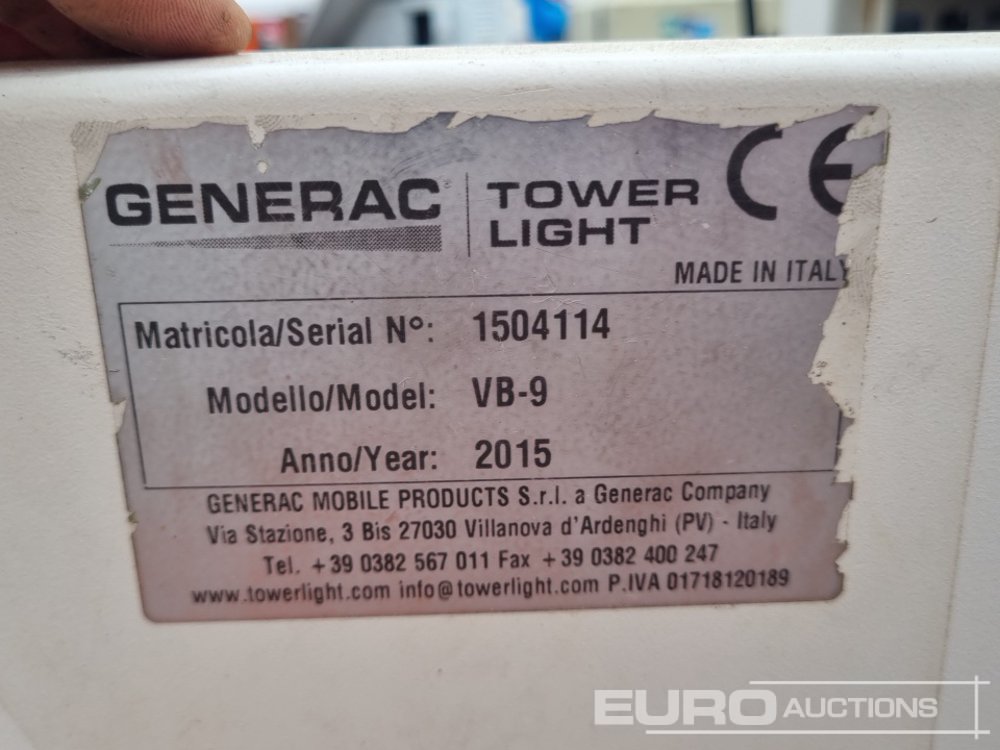 GENERAC
TOWER
LIGHT
CE
MADE IN ITALY
Matricola/Serial Nº: 1504114
Modello/Model: VB-9
Anno/Year: 2015
GENERAC MOBILE PRODUCTS S.r.l. a Generac Company
Via Stazione, 3 Bis 27030 Villanova d'Ardenghi (PV) - Italy
Tel. +39 0382 567 011 Fax +39 0382 400 247
www.towerlight.com info@towerlight.com P.IVA 01718120189
EURO AUCTIONS